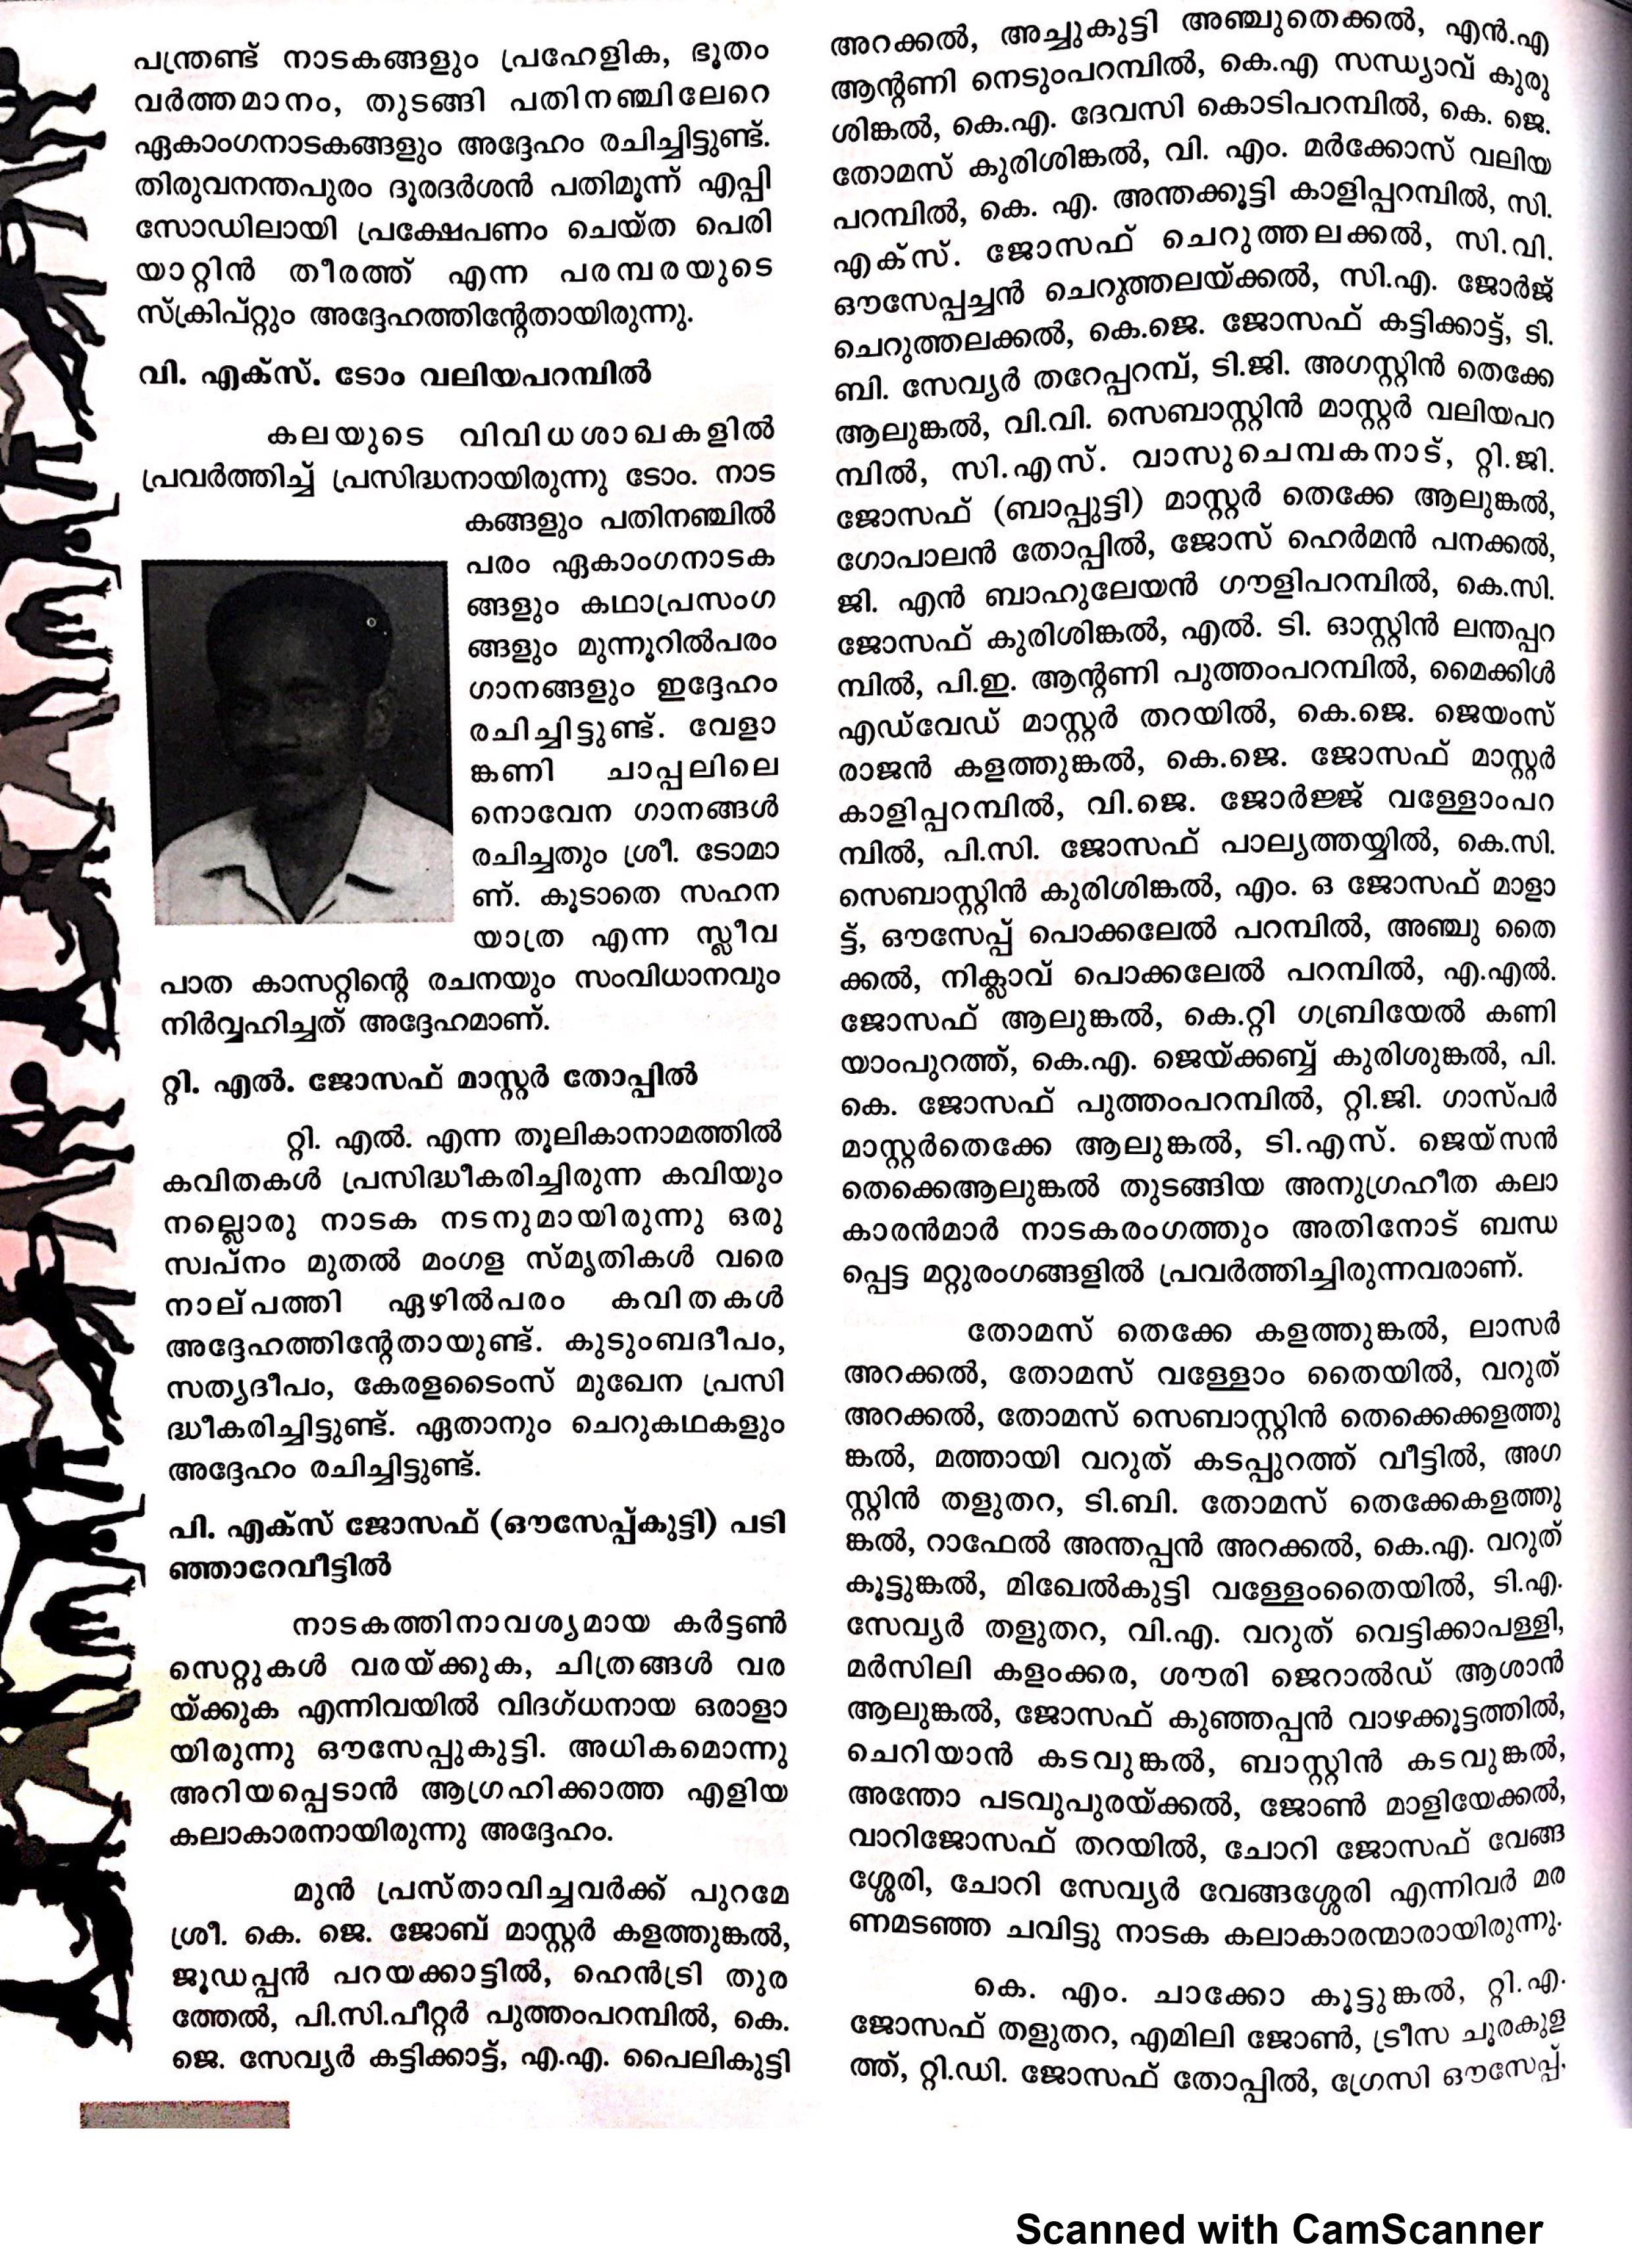 പന്ത്രണ്ട് നാടകങ്ങളും പ്രഹേളിക, ഭൂതം
വർത്തമാനം, തുടങ്ങി പതിനഞ്ചിലേറെ
ഏകാംഗനാടകങ്ങളും അദ്ദേഹം രചിച്ചിട്ടുണ്ട്.
തിരുവനന്തപുരം ദൂരദർശൻ പതിമൂന്ന് എപ്പി
സോഡിലായി പ്രക്ഷേപണം ചെയ്ത പെരി
യാറ്റിൻ തീരത്ത് എന്ന പരമ്പരയുടെ
സ്ക്രിപ്റ്റും അദ്ദേഹത്തിന്റേതായിരുന്നു.
വി. എക്സ്. ടോം വലിയപറമ്പിൽ
കലയുടെ വിവിധശാഖകളിൽ
പ്രവർത്തിച്ച് പ്രസിദ്ധനായിരുന്നു ടോം. നാട
കങ്ങളും പതിനഞ്ചിൽ
പരം ഏകാംഗനാടക
ങ്ങളും കഥാപ്രസംഗ
ങ്ങളും മുന്നൂറിൽപരം
ഗാനങ്ങളും ഇദ്ദേഹം
രചിച്ചിട്ടുണ്ട്. വേളാ
ങ്കണി ചാപ്പലിലെ
നൊവേന ഗാനങ്ങൾ
രചിച്ചതും ശ്രീ. ടോമാ
ണ്. കൂടാതെ സഹന
യാത്ര എന്ന സ്ലീവ
പാത കാസറ്റിന്റെ രചനയും സംവിധാനവും
നിർവ്വഹിച്ചത് അദ്ദേഹമാണ്.
റ്റി. എൽ. ജോസഫ് മാസ്റ്റർ തോപ്പിൽ
റ്റി. എൽ. എന്ന തൂലികാനാമത്തിൽ
കവിതകൾ പ്രസിദ്ധീകരിച്ചിരുന്ന കവിയും
നല്ലൊരു നാടക നടനുമായിരുന്നു ഒരു
സ്വപ്നം മുതൽ മംഗള സ്മൃതികൾ വരെ
നാല്പത്തി ഏഴിൽപരം കവിതകൾ
അദ്ദേഹത്തിന്റേതായുണ്ട്. കുടുംബദീപം,
സത്യദീപം, കേരളടൈംസ് മുഖേന പ്രസി
ദ്ധീകരിച്ചിട്ടുണ്ട്. ഏതാനും ചെറുകഥകളും
അദ്ദേഹം രചിച്ചിട്ടുണ്ട്.
പി. എക്സ് ജോസഫ് (ഔസേപ്പ്കുട്ടി) പടി
ഞ്ഞാറേവീട്ടിൽ
നാടകത്തിനാവശ്യമായ കർട്ടൺ
സെറ്റുകൾ വരയ്ക്കുക, ചിത്രങ്ങൾ വര
യ്ക്കുക എന്നിവയിൽ വിദഗ്ധനായ ഒരാളാ
യിരുന്നു ഔസേപ്പുകുട്ടി. അധികമൊന്നു
അറിയപ്പെടാൻ ആഗ്രഹിക്കാത്ത എളിയ
കലാകാരനായിരുന്നു അദ്ദേഹം.
മുൻ പ്രസ്താവിച്ചവർക്ക് പുറമേ
ശ്രീ. കെ. ജെ. ജോബ് മാസ്റ്റർ കളത്തുങ്കൽ,
ജൂഡപ്പൻ പറയക്കാട്ടിൽ, ഹെൻട്രി തുര
ത്തേൽ, പി.സി.പീറ്റർ പുത്തംപറമ്പിൽ, കെ.
ജെ. സേവ്യർ കട്ടിക്കാട്ട്, എ.എ. പൈലികുട്ടി
അറക്കൽ, അച്ചുകുട്ടി അഞ്ചുതെക്കൽ, എൻ.എ
ആന്റണി നെടുംപറമ്പിൽ, കെ.എ സന്ധ്യാവ് കുരു
ശിങ്കൽ, കെ.എ. ദേവസി കൊടിപറമ്പിൽ, കെ. ജെ.
തോമസ് കുരിശിങ്കൽ, വി. എം. മർക്കോസ് വലിയ
പറമ്പിൽ, കെ. എ. അന്തക്കൂട്ടി കാളിപ്പറമ്പിൽ, സി.
എക്സ്. ജോസഫ് ചെറുത്തലക്കൽ, സി.വി.
ഔസേപ്പച്ചൻ ചെറുത്തലയ്ക്കൽ, സി.എ. ജോർജ്
ചെറുത്തലക്കൽ, കെ.ജെ. ജോസഫ് കട്ടിക്കാട്ട്, ടി.
ബി. സേവ്യർ തറേപ്പറമ്പ്, ടി.ജി. അഗസ്റ്റിൻ തെക്കേ
ആലുങ്കൽ, വി.വി. സെബാസ്റ്റിൻ മാസ്റ്റർ വലിയപറ
മ്പിൽ, സി.എസ്. വാസുചെമ്പകനാട്, റ്റി.ജി.
ജോസഫ് (ബാപ്പുട്ടി) മാസ്റ്റർ തെക്കേ ആലുങ്കൽ,
ഗോപാലൻ തോപ്പിൽ, ജോസ് ഹെർമൻ പനക്കൽ,
ജി. എൻ ബാഹുലേയൻ ഗൗളിപറമ്പിൽ, കെ.സി.
ജോസഫ് കുരിശിങ്കൽ, എൽ. ടി. ഓസ്റ്റിൻ ലന്തപ്പറ
മ്പിൽ, പി.ഇ. ആന്റണി പുത്തംപറമ്പിൽ, മൈക്കിൾ
എഡ്‌വേഡ് മാസ്റ്റർ തറയിൽ, കെ.ജെ. ജെയംസ്
രാജൻ കളത്തുങ്കൽ, കെ.ജെ. ജോസഫ് മാസ്റ്റർ
കാളിപ്പറമ്പിൽ, വി.ജെ. ജോർജ്ജ് വള്ളോംപറ
മ്പിൽ, പി.സി. ജോസഫ് പാല്യത്തയ്യിൽ, കെ.സി.
സെബാസ്റ്റിൻ കുരിശിങ്കൽ, എം. ഒ ജോസഫ് മാളാ
ട്ട്, ഔസേപ്പ് പൊക്കലേൽ പറമ്പിൽ, അഞ്ചു തൈ
ക്കൽ, നിക്ലാവ് പൊക്കലേൽ പറമ്പിൽ, എ.എൽ.
ജോസഫ് ആലുങ്കൽ, കെ.റ്റി ഗബ്രിയേൽ കണി
യാംപുറത്ത്, കെ.എ. ജെയ്ക്കബ്ബ് കുരിശുങ്കൽ, പി.
കെ. ജോസഫ് പുത്തംപറമ്പിൽ, റ്റി.ജി. ഗാസ്പർ
മാസ്റ്റർതെക്കേ ആലുങ്കൽ, ടി.എസ്. ജെയ്സൻ
തെക്കെആലുങ്കൽ തുടങ്ങിയ അനുഗ്രഹീത കലാ
കാരൻമാർ നാടകരംഗത്തും അതിനോട് ബന്ധ
പ്പെട്ട മറ്റുരംഗങ്ങളിൽ പ്രവർത്തിച്ചിരുന്നവരാണ്.
തോമസ് തെക്കേ കളത്തുങ്കൽ, ലാസർ
അറക്കൽ, തോമസ് വള്ളോം തൈയിൽ, വറുത്
അറക്കൽ, തോമസ് സെബാസ്റ്റിൻ തെക്കെക്കളത്തു
ങ്കൽ, മത്തായി വറുത് കടപ്പുറത്ത് വീട്ടിൽ, അഗ
സ്റ്റിൻ തളുതറ, ടി.ബി. തോമസ് തെക്കേകളത്തു
ങ്കൽ, റാഫേൽ അന്തപ്പൻ അറക്കൽ, കെ.എ. വറുത്
കൂട്ടുങ്കൽ, മിഖേൽകുട്ടി വള്ളേംതൈയിൽ, ടി.എ.
സേവ്യർ തളുതറ, വി.എ. വറുത് വെട്ടിക്കാപള്ളി,
മർസിലി കളംക്കര, ശൗരി ജെറാൽഡ് ആശാൻ
ആലുങ്കൽ, ജോസഫ് കുഞ്ഞപ്പൻ വാഴക്കൂട്ടത്തിൽ,
ചെറിയാൻ കടവുങ്കൽ, ബാസ്റ്റിൻ കടവുങ്കൽ,
അന്തോ പടവുപുരയ്ക്കൽ, ജോൺ മാളിയേക്കൽ,
വാറിജോസഫ് തറയിൽ, ചോറി ജോസഫ് വേങ്ങ
ശ്ശേരി, ചോറി സേവ്യർ വേങ്ങശ്ശേരി എന്നിവർ മര
ണമടഞ്ഞ ചവിട്ടു നാടക കലാകാരന്മാരായിരുന്നു.
കെ. എം. ചാക്കോ കൂട്ടുങ്കൽ, റ്റി.എ.
ജോസഫ് തളുതറ, എമിലി ജോൺ, ട്രീസ ചൂരകുള
ത്ത്, റ്റി.ഡി. ജോസഫ് തോപ്പിൽ, ഗ്രേസി ഔസേപ്പ്,
Scanned with CamScanner